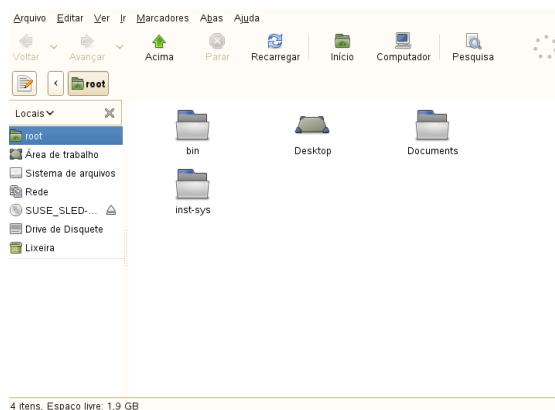 Arquivo Editar Ver Ir Marcadores Abas Ajuda
Voltar Avançar Acima Parar Recarregar Início Computador Pesquisa
root
Locais
root
Área de trabalho
Sistema de arquivos
Rede
SUSE_SLED-...
Drive de Disquete
Lixeira
bin Desktop Documents
inst-sys
4 itens, Espaço livre: 1,9 GB